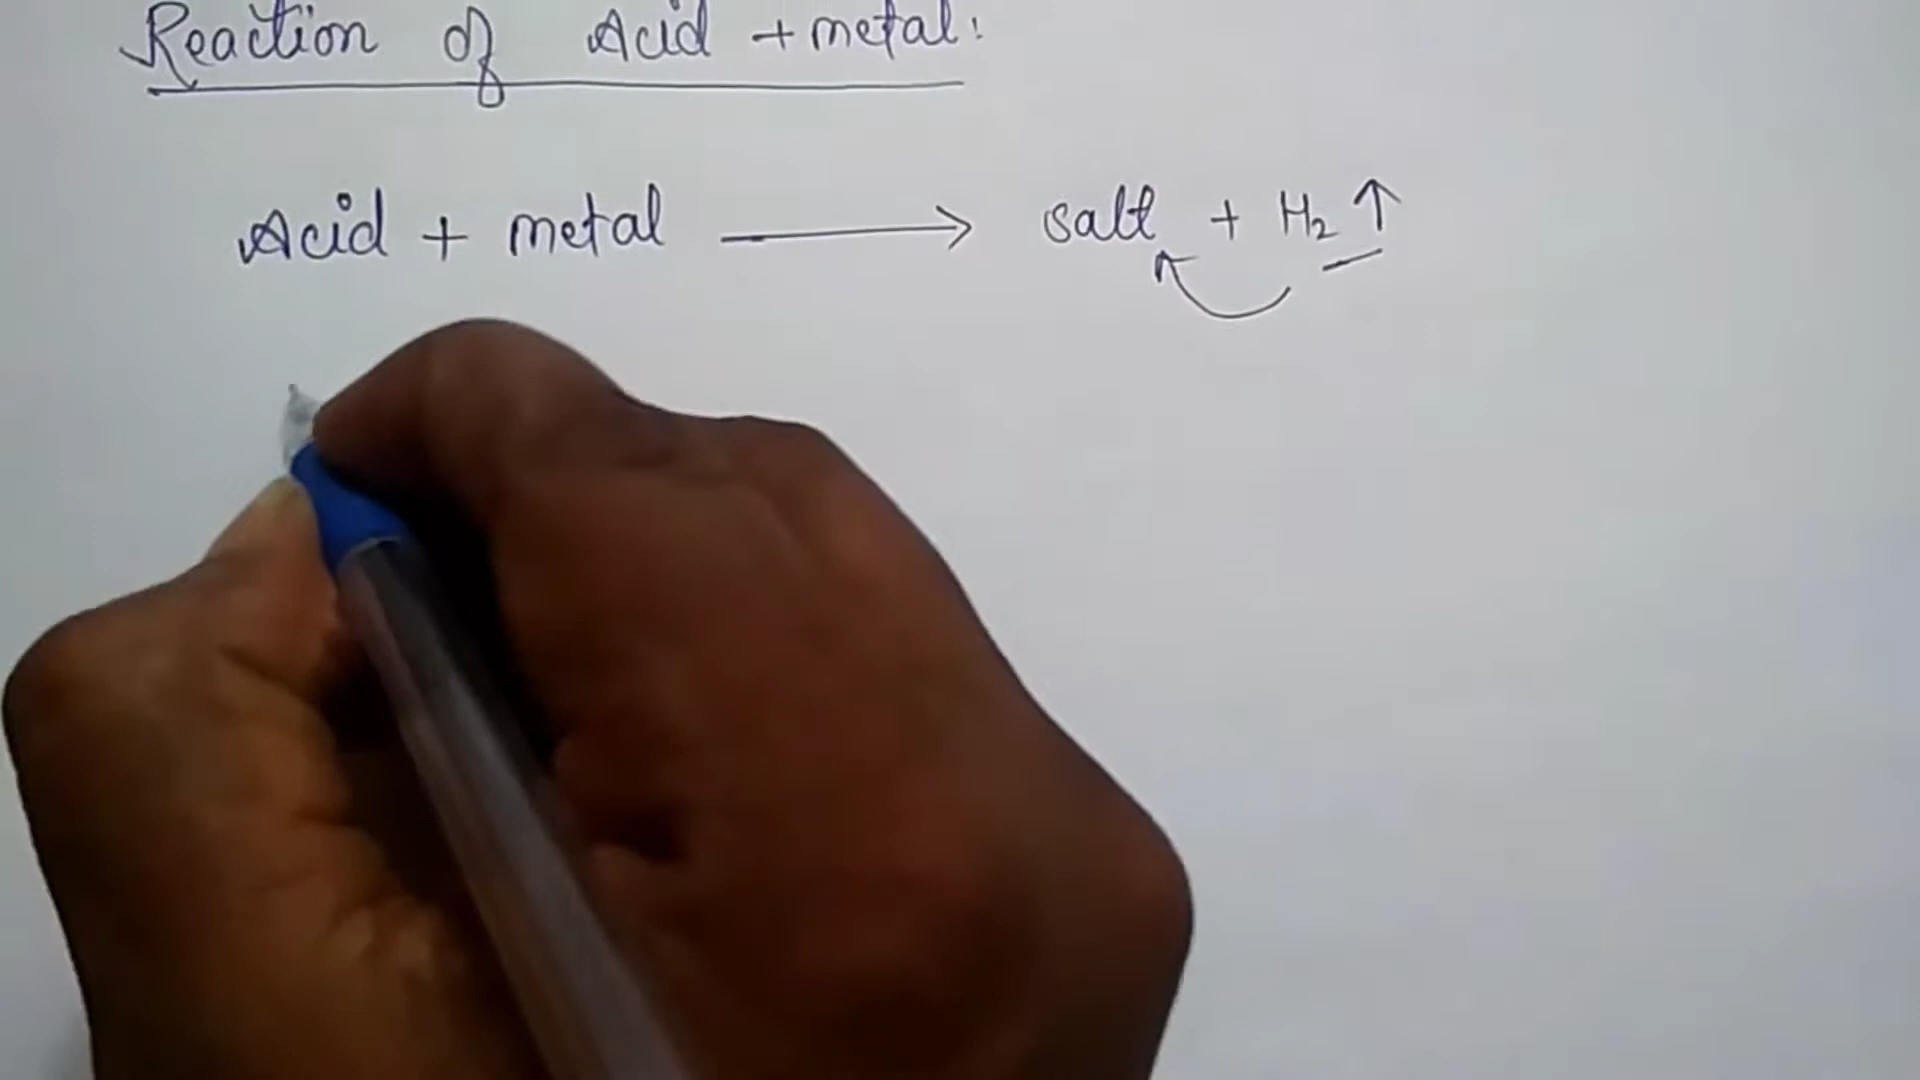 Reaction of Acid + metal:
Acid + metal ⟶ salt + H₂ ↑